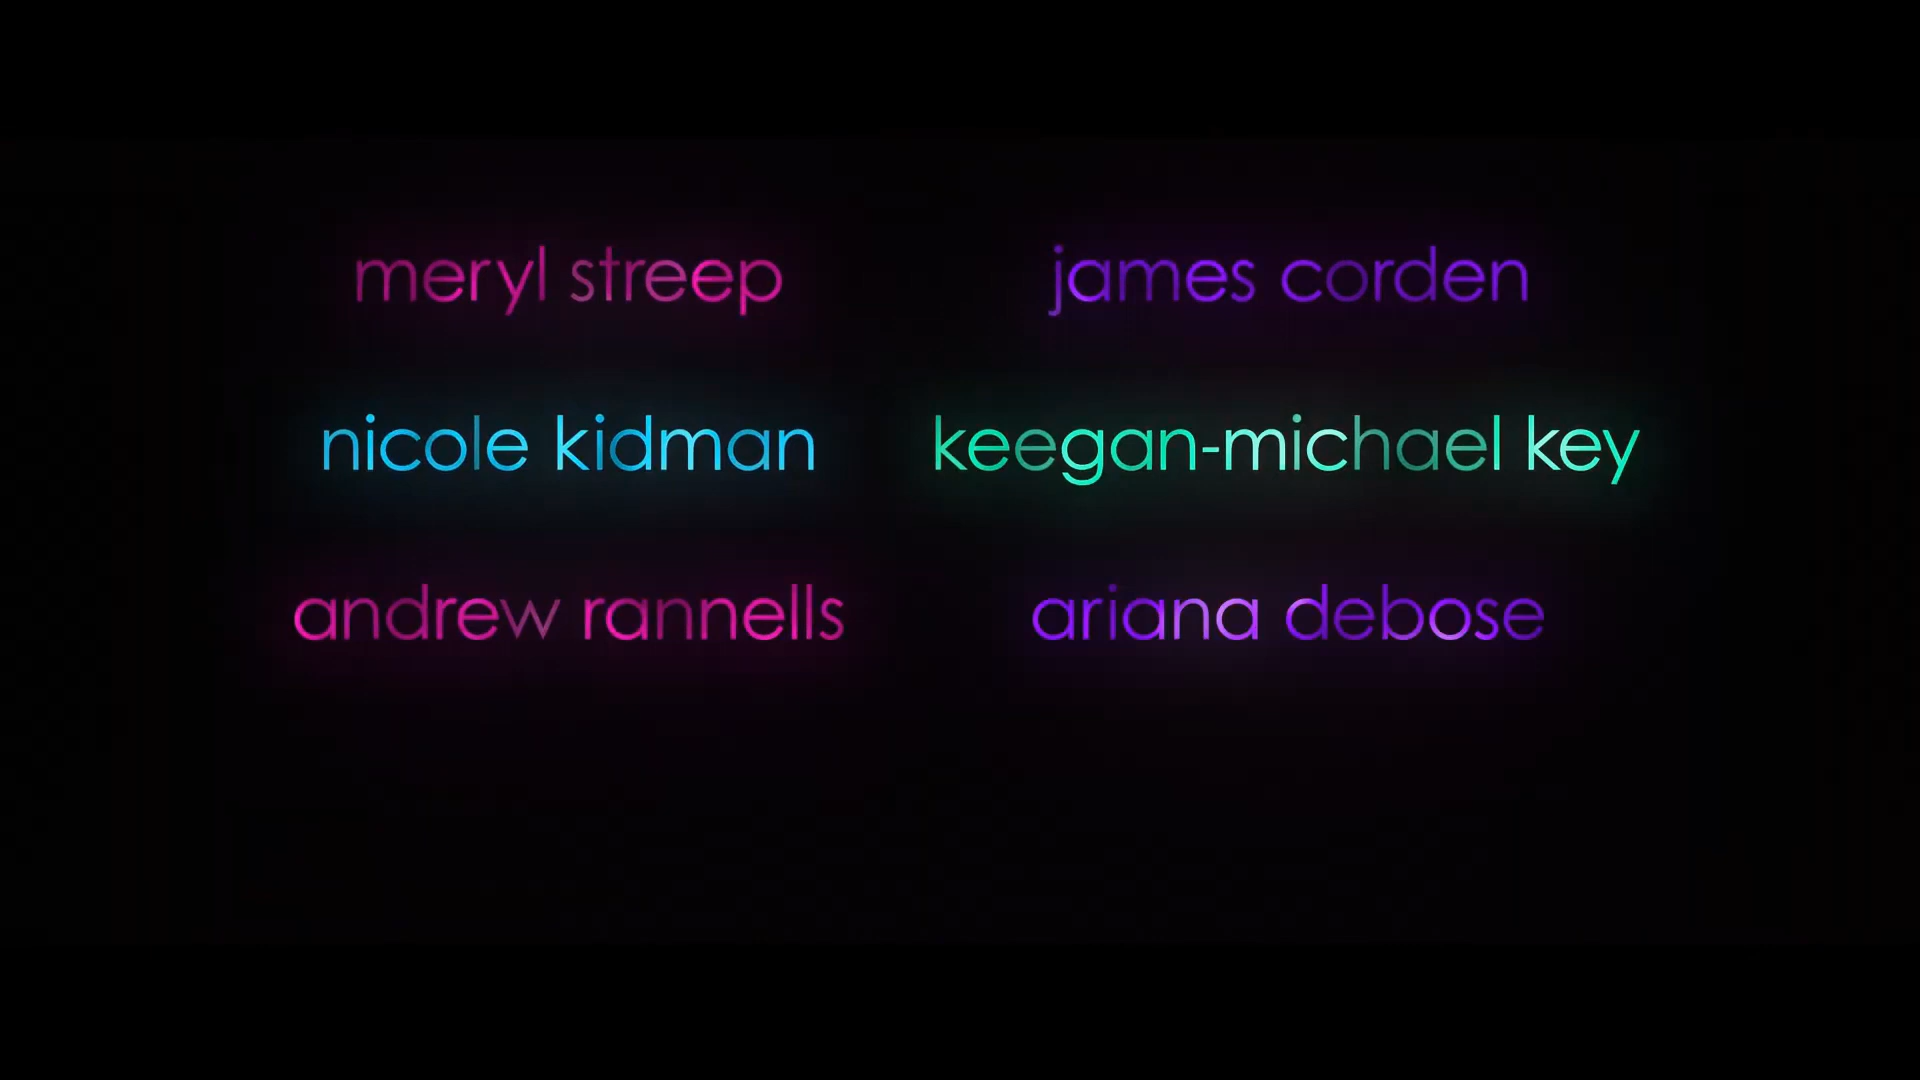 meryl streep
james corden
nicole kidman
keegan-michael key
andrew rannells
ariana debose